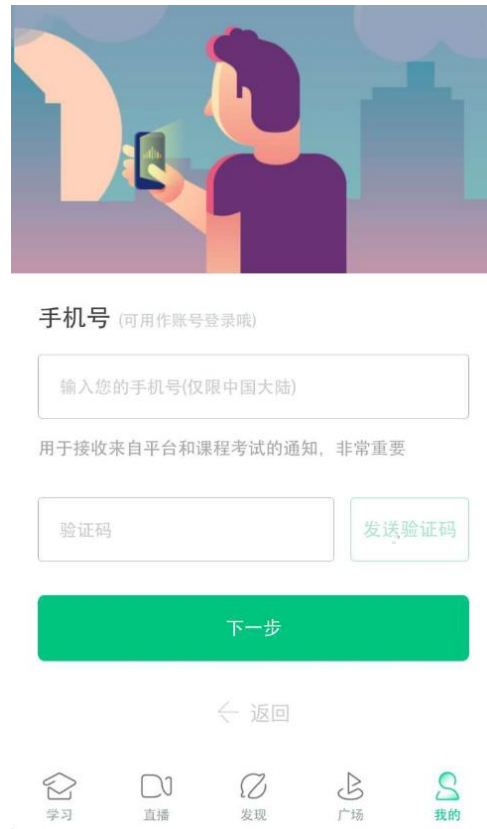 手机号 (可用作账号登录哦)
输入您的手机号(仅限中国大陆)
用于接收来自平台和课程考试的通知，非常重要
验证码
发送验证码
下一步
返回
学习 直播 发现 广场 我的